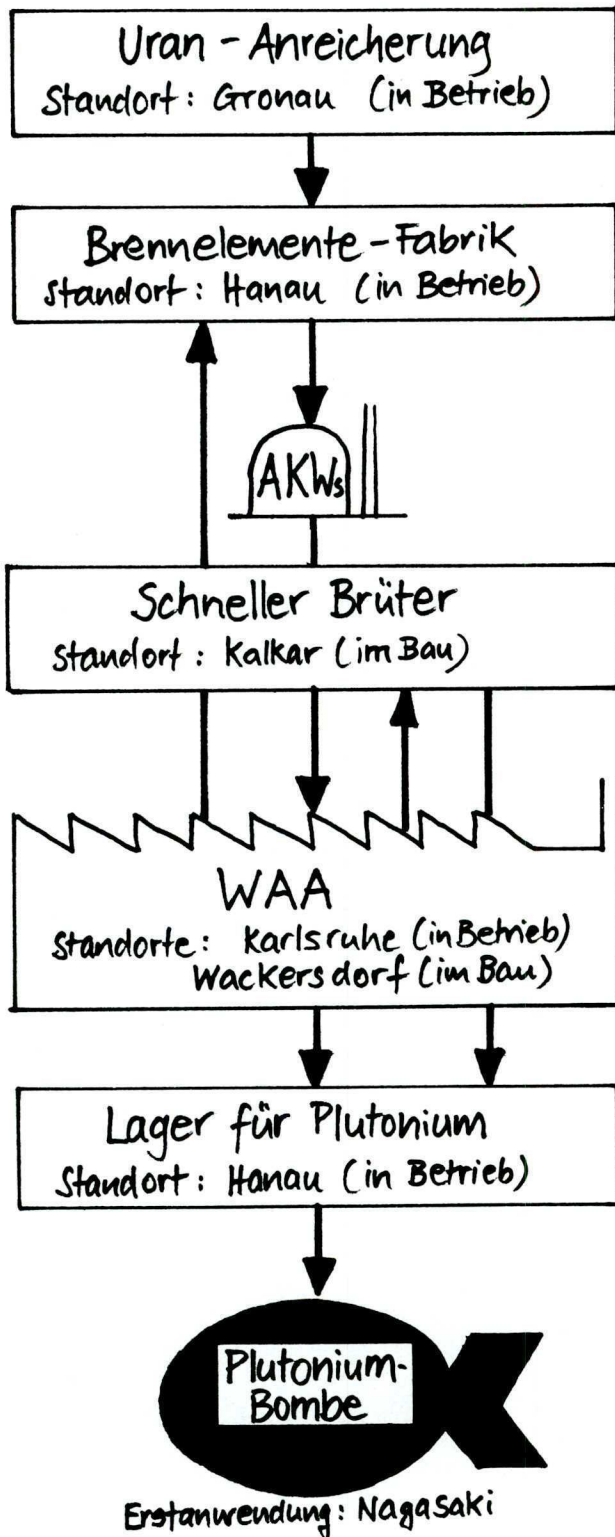 Uran-Anreicherung
Standort: Gronau (in Betrieb)
Brennelemente-Fabrik
Standort: Hanau (in Betrieb)
AKWs
Schneller Brüter
Standort: Kalkar (im Bau)
WAA
Standorte: Karlsruhe (in Betrieb)
Wackersdorf (im Bau)
Lager für Plutonium
Standort: Hanau (in Betrieb)
Plutonium-
Bombe
Erstanwendung: Nagasaki